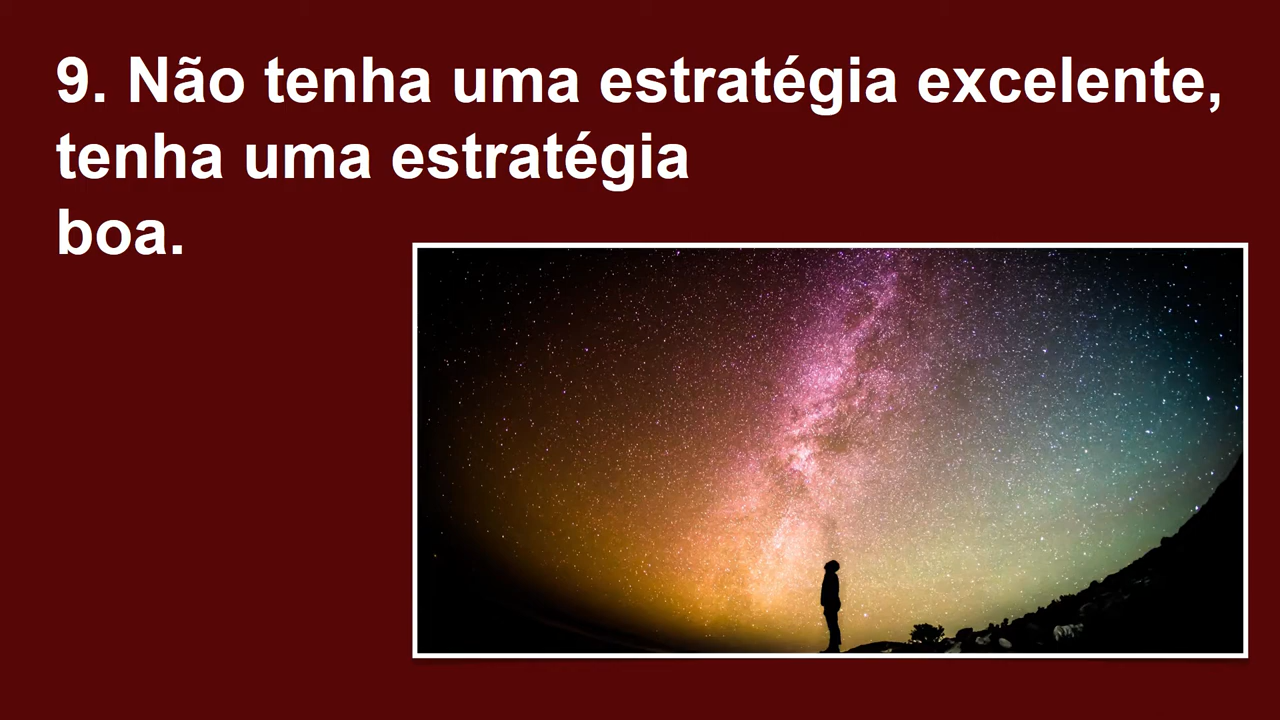 9. Não tenha uma estratégia excelente,
tenha uma estratégia
boa.